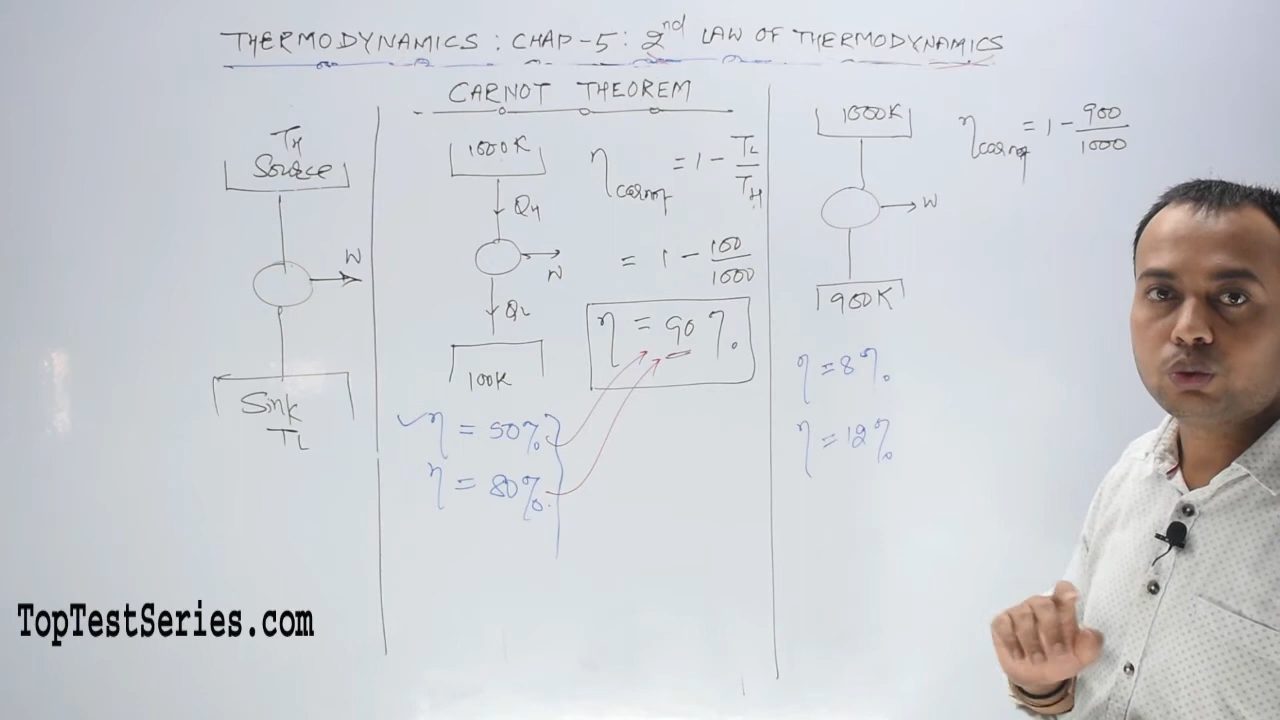 THERMODYNAMICS : CHAP-5 : 2nd LAW OF THERMODYNAMICS
CARNOT THEOREM
TH
Source
W
Sink
TL
1000K
QH
W
QL
100K
ηcarnot = 1 - TL/TH
= 1 - 100/1000
η = 90%
η = 50%
η = 80%
1000K
W
900K
η = 8%
η = 12%
ηcarnot = 1 - 900/1000
TopTestSeries.com